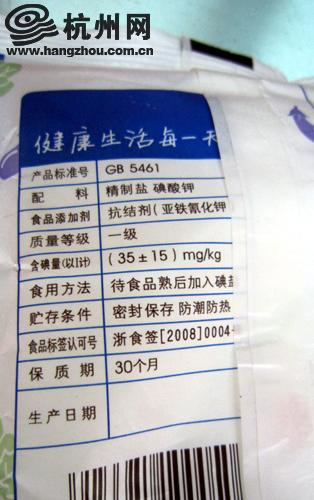 杭州网
www.hangzhou.com.cn
健康生活每一天
产品标准号 GB 5461
配 料 精制盐 碘酸钾
食品添加剂 抗结剂(亚铁氰化钾
质量等级 一级
含碘量(以I计) (35±15) mg/kg
食用方法 待食品熟后加入碘盐
贮存条件 密封保存 防潮防热
食品标签认可号 浙食签[2008]0004
保 质 期 30个月
生产日期